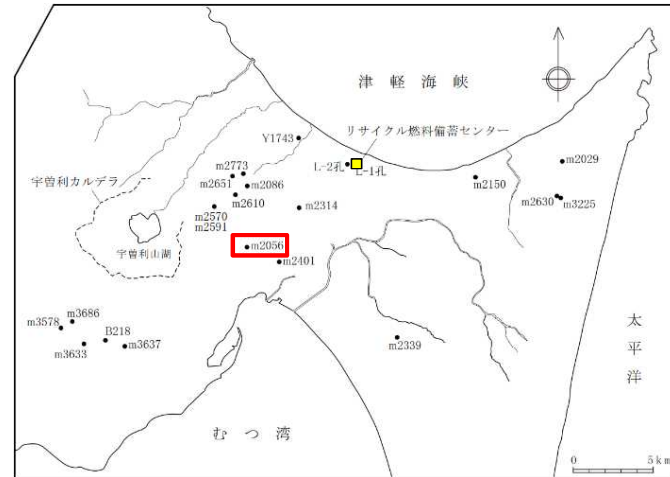 津軽海峡
Y1743
リサイクル燃料備蓄センター
L-2孔
L-1孔
m2029
m2773
m2651
m2086
m2150
宇曽利カルデラ
m2610
m2630
m3225
m2570
m2591
m2314
宇曽利山湖
m2056
m2401
m3686
m3578
B218
m3633
m3637
m2339
太平洋
むつ湾
0
5km